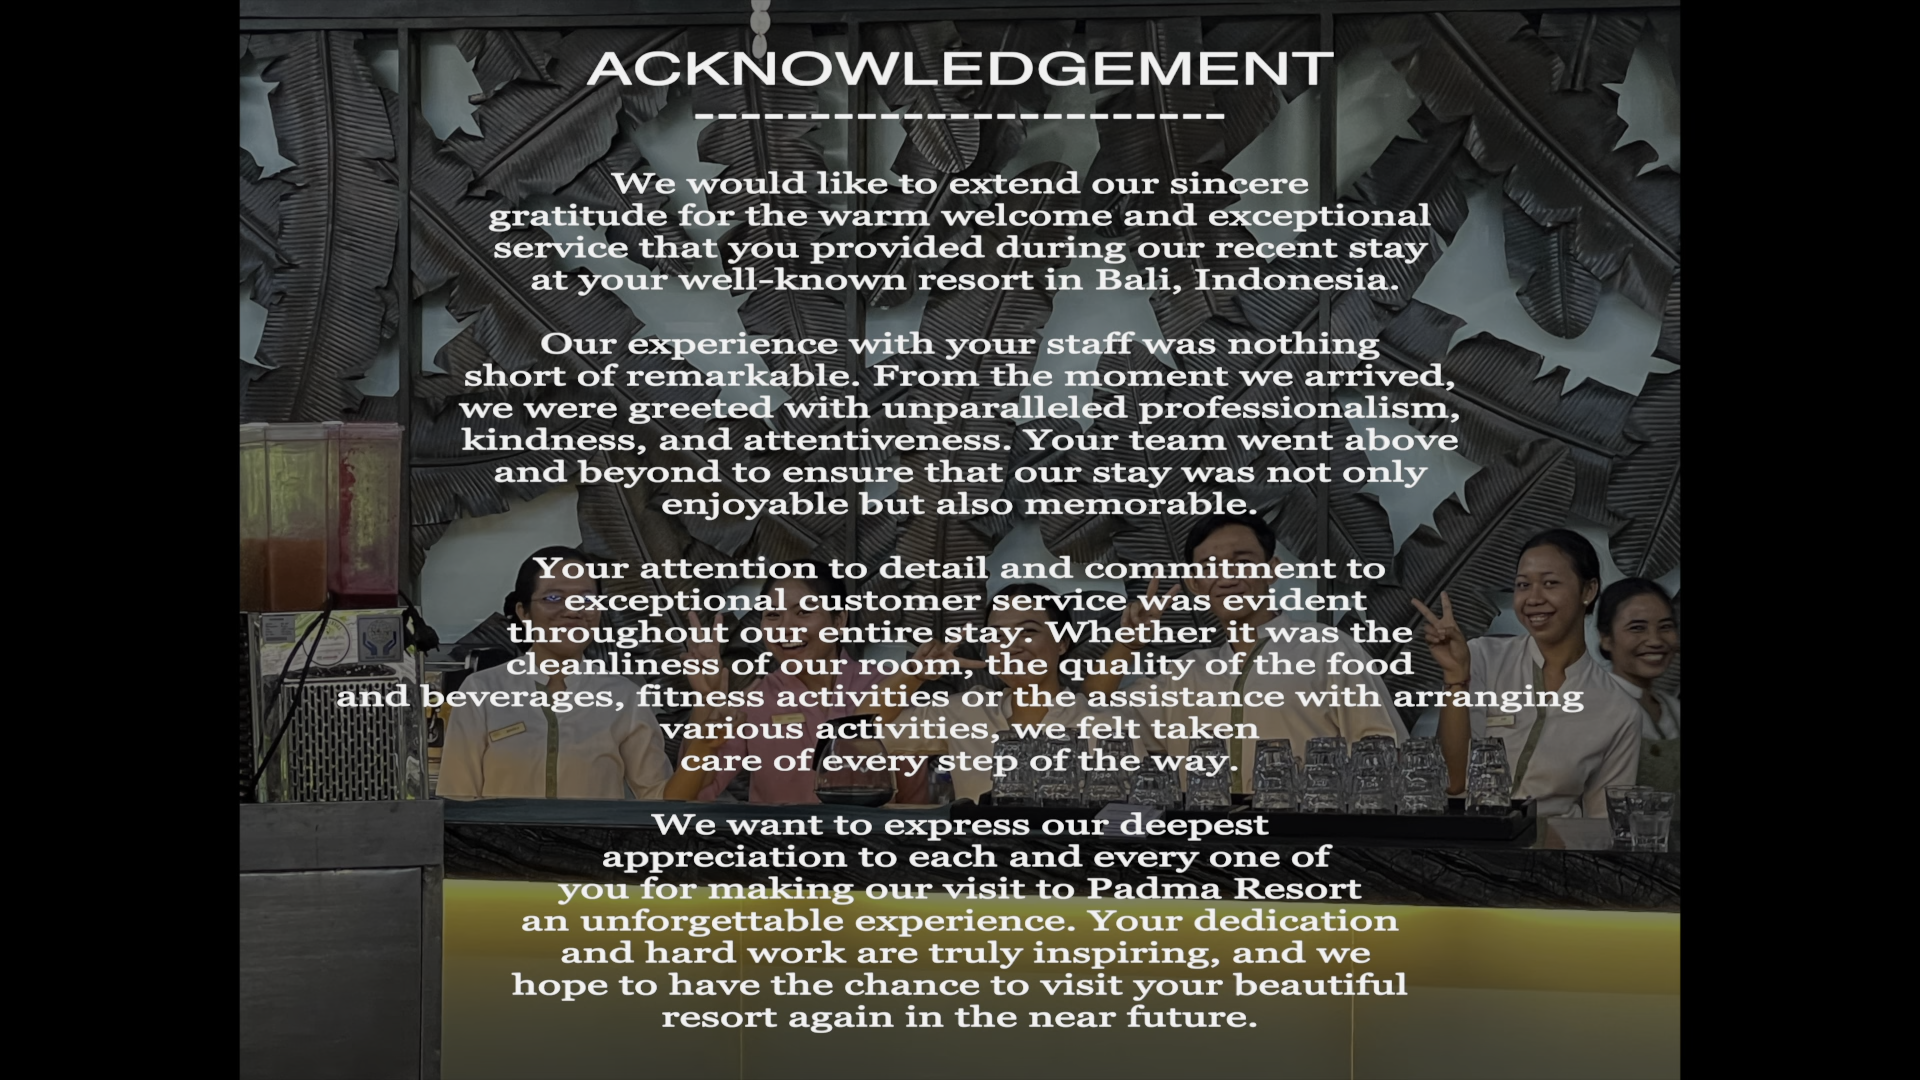 ACKNOWLEDGEMENT
-----------------------
We would like to extend our sincere
gratitude for the warm welcome and exceptional
service that you provided during our recent stay
at your well-known resort in Bali, Indonesia.
Our experience with your staff was nothing
short of remarkable. From the moment we arrived,
we were greeted with unparalleled professionalism,
kindness, and attentiveness. Your team went above
and beyond to ensure that our stay was not only
enjoyable but also memorable.
Your attention to detail and commitment to
exceptional customer service was evident
throughout our entire stay. Whether it was the
cleanliness of our room, the quality of the food
and beverages, fitness activities or the assistance with arranging
various activities, we felt taken
care of every step of the way.
We want to express our deepest
appreciation to each and every one of
you for making our visit to Padma Resort
an unforgettable experience. Your dedication
and hard work are truly inspiring, and we
hope to have the chance to visit your beautiful
resort again in the near future.